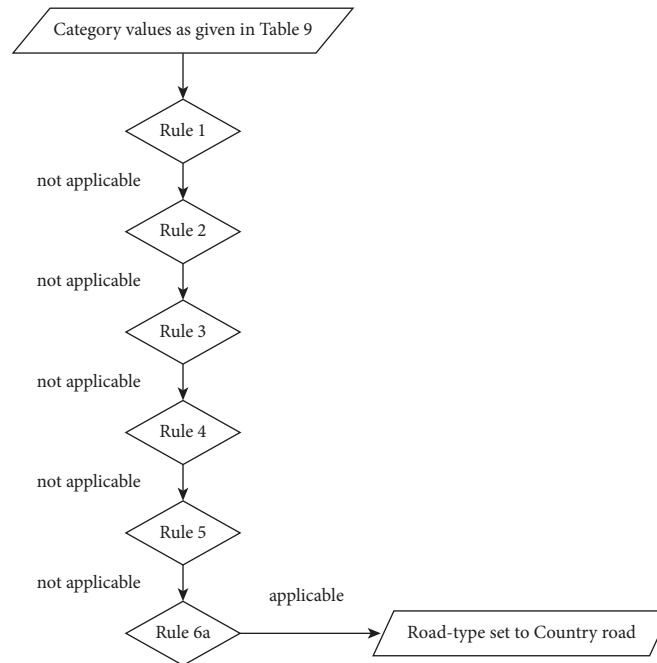 Category values as given in Table 9
Rule 1
not applicable
Rule 2
not applicable
Rule 3
not applicable
Rule 4
not applicable
Rule 5
not applicable
applicable
Rule 6a
Road-type set to Country road